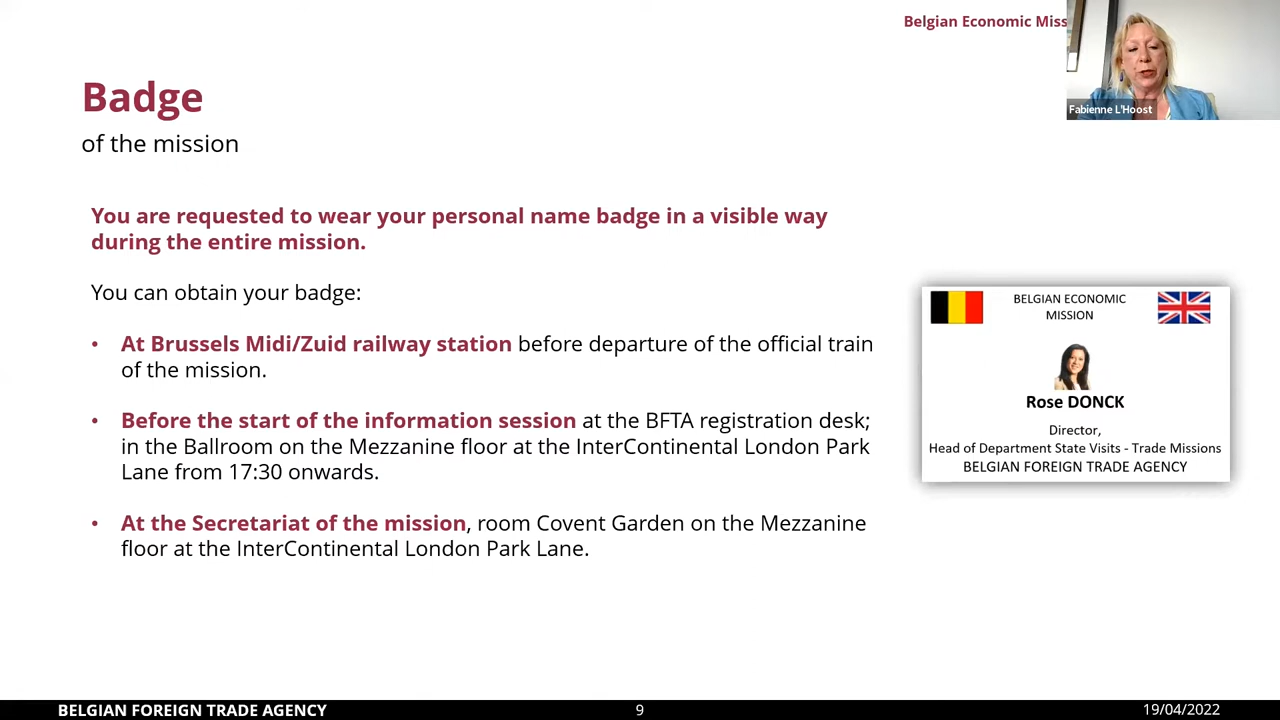 Belgian Economic Miss
Fabienne L'Hoost
Badge
of the mission
You are requested to wear your personal name badge in a visible way
during the entire mission.
You can obtain your badge:
• At Brussels Midi/Zuid railway station before departure of the official train
of the mission.
• Before the start of the information session at the BFTA registration desk;
in the Ballroom on the Mezzanine floor at the InterContinental London Park
Lane from 17:30 onwards.
• At the Secretariat of the mission, room Covent Garden on the Mezzanine
floor at the InterContinental London Park Lane.
BELGIAN ECONOMIC
MISSION
Rose DONCK
Director,
Head of Department State Visits - Trade Missions
BELGIAN FOREIGN TRADE AGENCY
BELGIAN FOREIGN TRADE AGENCY
9
19/04/2022